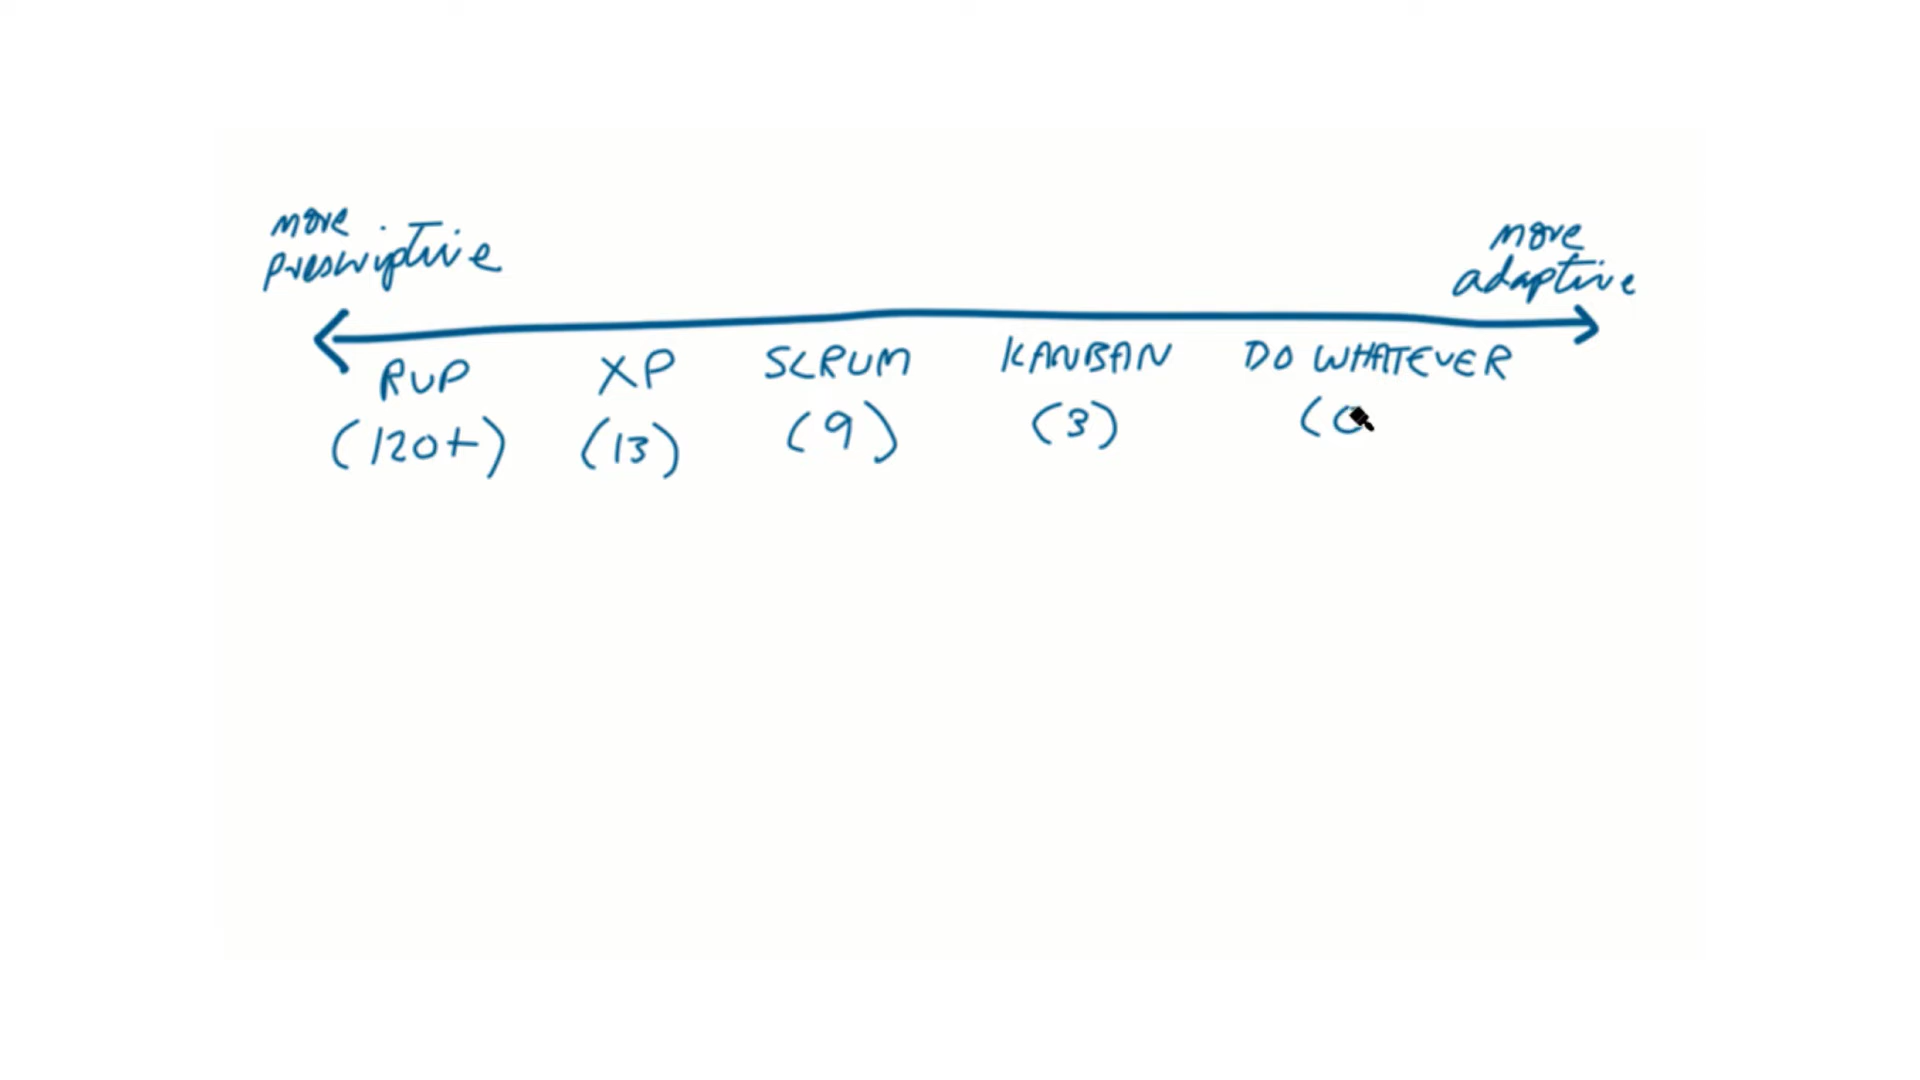 more
prescriptive
more
adaptive
RUP XP SCRUM KANBAN DO WHATEVER
(120+) (13) (9) (3) (